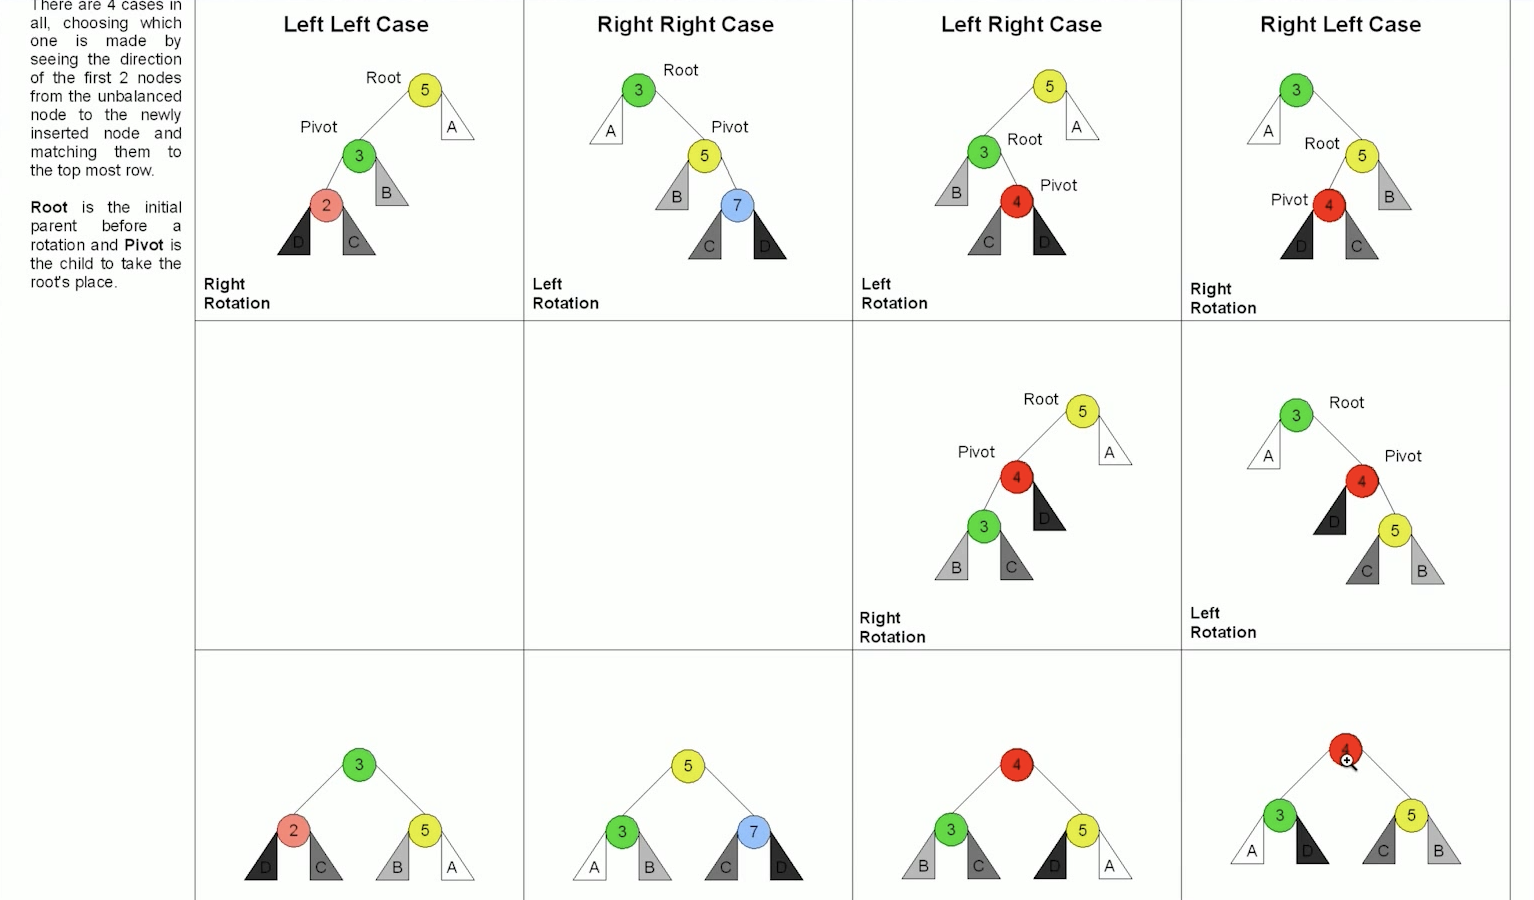 There are 4 cases in
all, choosing which
one is made by
seeing the direction
of the first 2 nodes
from the unbalanced
node to the newly
inserted node and
matching them to
the top most row.
Root is the initial
parent before a
rotation and Pivot is
the child to take the
root's place.
Left Left Case
Root
5
A
Pivot
3
B
2
D C
Right
Rotation
Right Right Case
3
Root
A
Pivot
5
B
7
C D
Left
Rotation
Left Right Case
5
A
3
Root
B
4
Pivot
C D
Left
Rotation
Right Left Case
3
A
Root
5
B
Pivot
4
D C
Right
Rotation
Root
5
A
Pivot
4
D
3
B C
Right
Rotation
3
Root
A
Pivot
4
D
5
C B
Left
Rotation
3
2 5
D C B A
5
3 7
A B C D
4
3 5
B C D A
4
3 5
A D C B